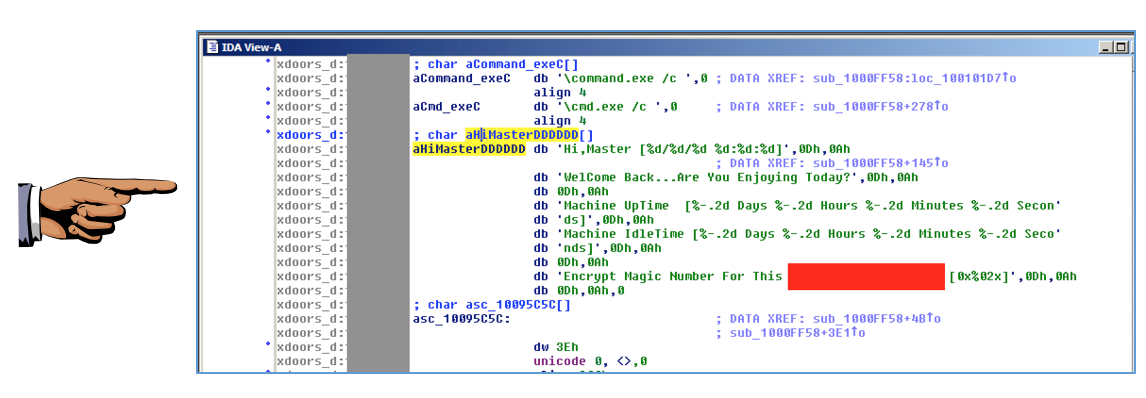 IDA View-A
xdoors_d: ; char aCommand_exeC[]
xdoors_d: aCommand_exeC db '\command.exe /c ',0 ; DATA XREF: sub_1000FF58:loc_100101D7↑o
xdoors_d: align 4
xdoors_d: aCmd_exeC db '\cmd.exe /c ',0 ; DATA XREF: sub_1000FF58+278↑o
xdoors_d: align 4
xdoors_d: ; char aHiMasterDDDDDD[]
xdoors_d: aHiMasterDDDDDD db 'Hi,Master [%d/%d/%d %d:%d:%d]',0Dh,0Ah
xdoors_d: ; DATA XREF: sub_1000FF58+145↑o
xdoors_d: db 'WelCome Back...Are You Enjoying Today?',0Dh,0Ah
xdoors_d: db 0Dh,0Ah
xdoors_d: db 'Machine UpTime  [%-.2d Days %-.2d Hours %-.2d Minutes %-.2d Secon'
xdoors_d: db 'ds]',0Dh,0Ah
xdoors_d: db 'Machine IdleTime [%-.2d Days %-.2d Hours %-.2d Minutes %-.2d Seco'
xdoors_d: db 'nds]',0Dh,0Ah
xdoors_d: db 0Dh,0Ah
xdoors_d: db 'Encrypt Magic Number For This [0x%02x]',0Dh,0Ah
xdoors_d: db 0Dh,0Ah,0
xdoors_d: ; char asc_10095C5C[]
xdoors_d: asc_10095C5C: ; DATA XREF: sub_1000FF58+4B↑o
xdoors_d: ; sub_1000FF58+3E1↑o
xdoors_d: dw 3Eh
xdoors_d: unicode 0, <>,0